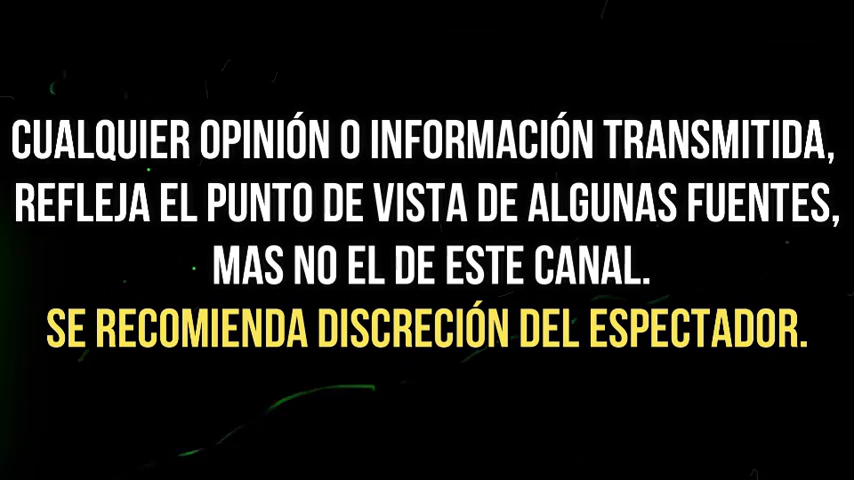 CUALQUIER OPINIÓN O INFORMACIÓN TRANSMITIDA,
REFLEJA EL PUNTO DE VISTA DE ALGUNAS FUENTES,
MAS NO EL DE ESTE CANAL.
SE RECOMIENDA DISCRECIÓN DEL ESPECTADOR.